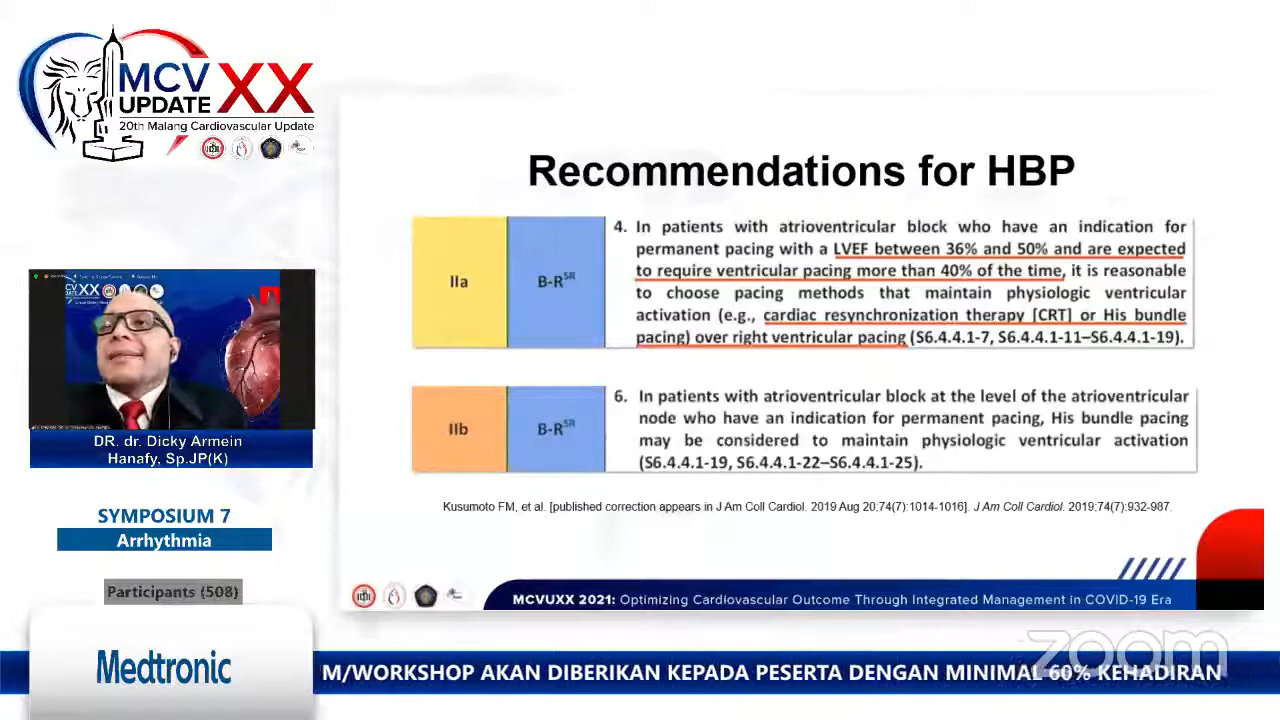 MCV
UPDATE
XX
20th Malang Cardiovascular Update
Recommendations for HBP
IIa
B-R^SR
4. In patients with atrioventricular block who have an indication for
permanent pacing with a LVEF between 36% and 50% and are expected
to require ventricular pacing more than 40% of the time, it is reasonable
to choose pacing methods that maintain physiologic ventricular
activation (e.g., cardiac resynchronization therapy [CRT] or His bundle
pacing) over right ventricular pacing (S6.4.4.1-7, S6.4.4.1-11–S6.4.4.1-19).
IIb
B-R^SR
6. In patients with atrioventricular block at the level of the atrioventricular
node who have an indication for permanent pacing, His bundle pacing
may be considered to maintain physiologic ventricular activation
(S6.4.4.1-19, S6.4.4.1-22–S6.4.4.1-25).
Kusumoto FM, et al. [published correction appears in J Am Coll Cardiol. 2019 Aug 20;74(7):1014-1016]. J Am Coll Cardiol. 2019;74(7):932-987.
DR. dr. Dicky Armein
Hanafy, Sp.JP(K)
SYMPOSIUM 7
Arrhythmia
Participants (508)
Medtronic
MCVUXX 2021: Optimizing Cardiovascular Outcome Through Integrated Management in COVID-19 Era
zoom
M/WORKSHOP AKAN DIBERIKAN KEPADA PESERTA DENGAN MINIMAL 60% KEHADIRAN